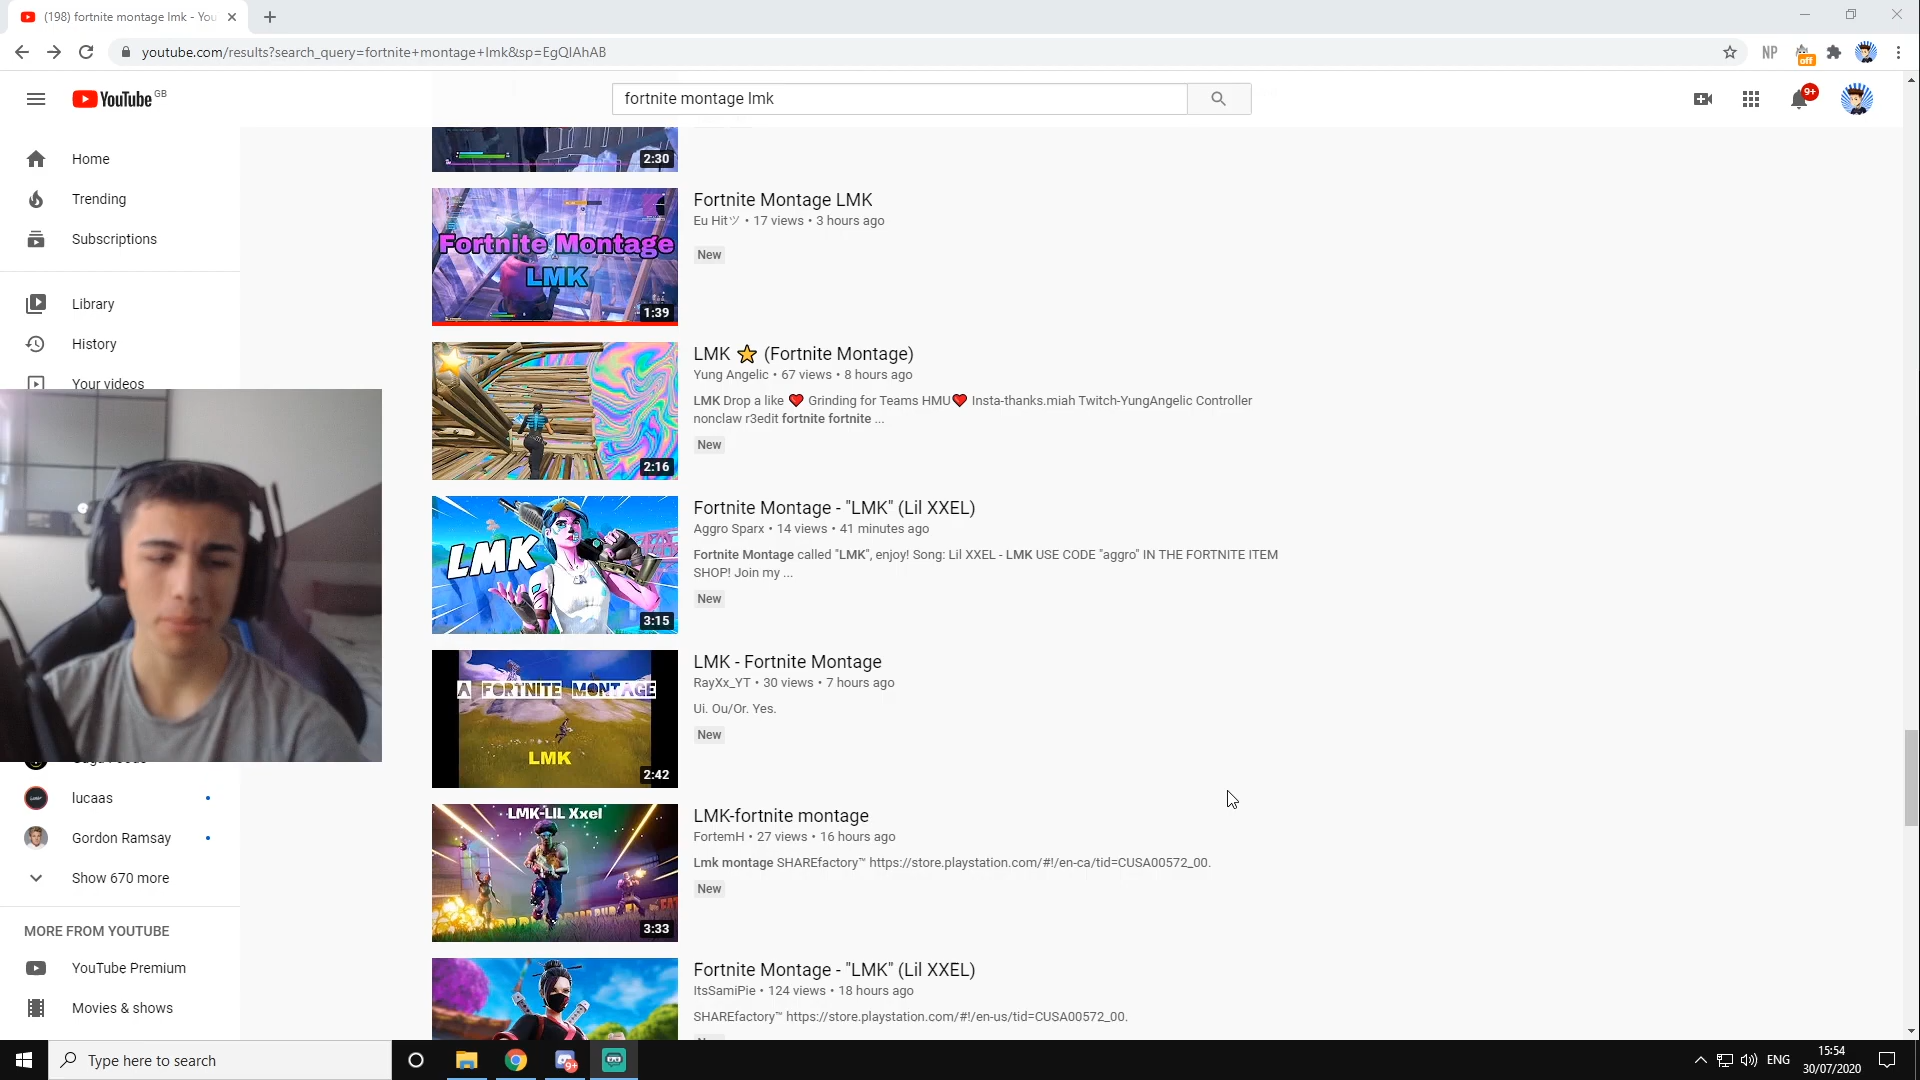 (198) fortnite montage lmk - You
youtube.com/results?search_query=fortnite+montage+lmk&sp=EgQIAhAB
NP
off
YouTube GB
fortnite montage lmk
9+
Home
Trending
Subscriptions
Library
History
Your videos
lucaas
Gordon Ramsay
Show 670 more
MORE FROM YOUTUBE
YouTube Premium
Movies & shows
2:30
Fortnite Montage
LMK
1:39
Fortnite Montage LMK
Eu Hitツ • 17 views • 3 hours ago
New
2:16
LMK ⭐ (Fortnite Montage)
Yung Angelic • 67 views • 8 hours ago
LMK Drop a like ❤️ Grinding for Teams HMU❤️ Insta-thanks.miah Twitch-YungAngelic Controller
nonclaw r3edit fortnite fortnite ...
New
LMK
3:15
Fortnite Montage - "LMK" (Lil XXEL)
Aggro Sparx • 14 views • 41 minutes ago
Fortnite Montage called "LMK", enjoy! Song: Lil XXEL - LMK USE CODE "aggro" IN THE FORTNITE ITEM
SHOP! Join my ...
New
A FORTNITE MONTAGE
LMK
2:42
LMK - Fortnite Montage
RayXx_YT • 30 views • 7 hours ago
Ui. Ou/Or. Yes.
New
LMK-LIL Xxel
3:33
LMK-fortnite montage
FortemH • 27 views • 16 hours ago
Lmk montage SHAREfactory™ https://store.playstation.com/#!/en-ca/tid=CUSA00572_00.
New
Fortnite Montage - "LMK" (Lil XXEL)
ItsSamiPie • 124 views • 18 hours ago
SHAREfactory™ https://store.playstation.com/#!/en-us/tid=CUSA00572_00.
Type here to search
9+
ENG
15:54
30/07/2020